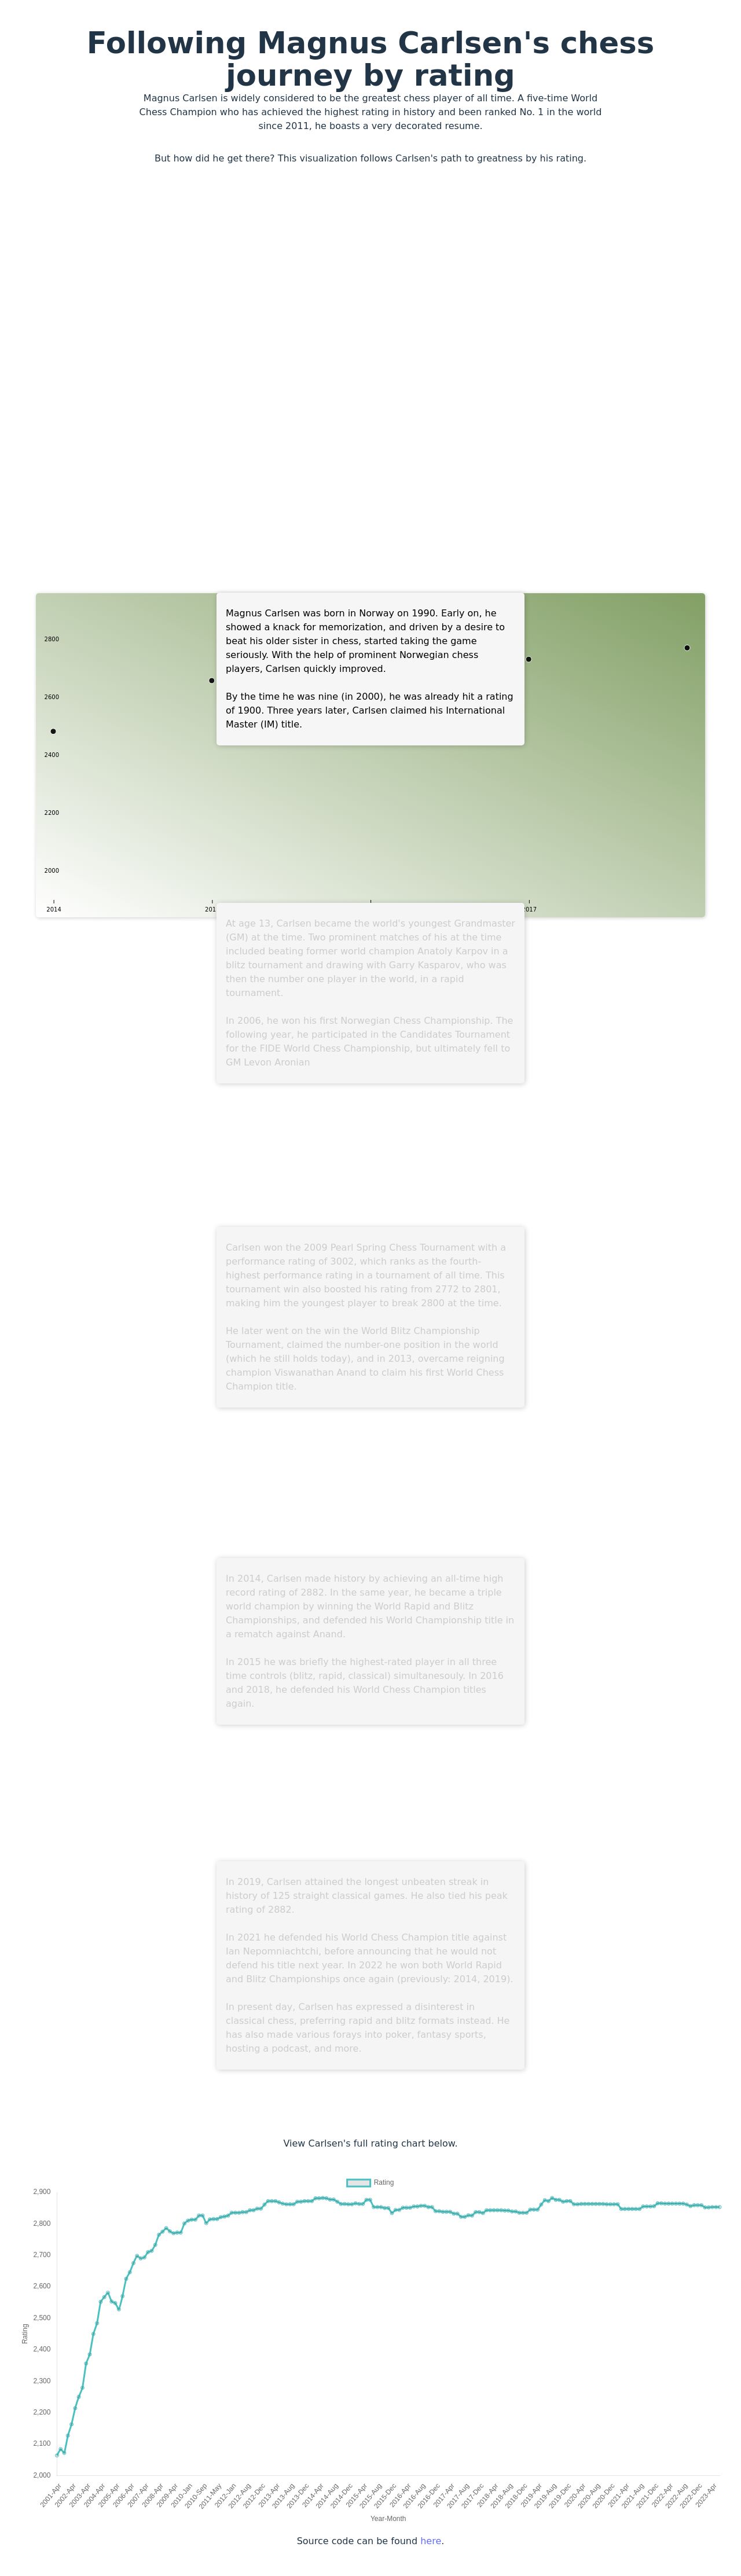 Following Magnus Carlsen's chess
journey by rating
Magnus Carlsen is widely considered to be the greatest chess player of all time. A five-time World
Chess Champion who has achieved the highest rating in history and been ranked No. 1 in the world
since 2011, he boasts a very decorated resume.
But how did he get there? This visualization follows Carlsen's path to greatness by his rating.
2800
2600
2400
2200
2000
2014
201
2017
Magnus Carlsen was born in Norway on 1990. Early on, he
showed a knack for memorization, and driven by a desire to
beat his older sister in chess, started taking the game
seriously. With the help of prominent Norwegian chess
players, Carlsen quickly improved.
By the time he was nine (in 2000), he was already hit a rating
of 1900. Three years later, Carlsen claimed his International
Master (IM) title.
At age 13, Carlsen became the world's youngest Grandmaster
(GM) at the time. Two prominent matches of his at the time
included beating former world champion Anatoly Karpov in a
blitz tournament and drawing with Garry Kasparov, who was
then the number one player in the world, in a rapid
tournament.
In 2006, he won his first Norwegian Chess Championship. The
following year, he participated in the Candidates Tournament
for the FIDE World Chess Championship, but ultimately fell to
GM Levon Aronian
Carlsen won the 2009 Pearl Spring Chess Tournament with a
performance rating of 3002, which ranks as the fourth-
highest performance rating in a tournament of all time. This
tournament win also boosted his rating from 2772 to 2801,
making him the youngest player to break 2800 at the time.
He later went on the win the World Blitz Championship
Tournament, claimed the number-one position in the world
(which he still holds today), and in 2013, overcame reigning
champion Viswanathan Anand to claim his first World Chess
Champion title.
In 2014, Carlsen made history by achieving an all-time high
record rating of 2882. In the same year, he became a triple
world champion by winning the World Rapid and Blitz
Championships, and defended his World Championship title in
a rematch against Anand.
In 2015 he was briefly the highest-rated player in all three
time controls (blitz, rapid, classical) simultanesouly. In 2016
and 2018, he defended his World Chess Champion titles
again.
In 2019, Carlsen attained the longest unbeaten streak in
history of 125 straight classical games. He also tied his peak
rating of 2882.
In 2021 he defended his World Chess Champion title against
Ian Nepomniachtchi, before announcing that he would not
defend his title next year. In 2022 he won both World Rapid
and Blitz Championships once again (previously: 2014, 2019).
In present day, Carlsen has expressed a disinterest in
classical chess, preferring rapid and blitz formats instead. He
has also made various forays into poker, fantasy sports,
hosting a podcast, and more.
View Carlsen's full rating chart below.
Rating
2,900
2,800
2,700
2,600
2,500
2,400
2,300
2,200
2,100
2,000
Rating
2001-Apr
2002-Apr
2003-Apr
2004-Apr
2005-Apr
2006-Apr
2007-Apr
2008-Apr
2009-Apr
2010-Jan
2010-Sep
2011-May
2012-Jan
2012-Aug
2012-Dec
2013-Apr
2013-Aug
2013-Dec
2014-Apr
2014-Aug
2014-Dec
2015-Apr
2015-Aug
2015-Dec
2016-Apr
2016-Aug
2016-Dec
2017-Apr
2017-Aug
2017-Dec
2018-Apr
2018-Aug
2018-Dec
2019-Apr
2019-Aug
2019-Dec
2020-Apr
2020-Aug
2020-Dec
2021-Apr
2021-Aug
2021-Dec
2022-Apr
2022-Aug
2022-Dec
2023-Apr
Year-Month
Source code can be found here.